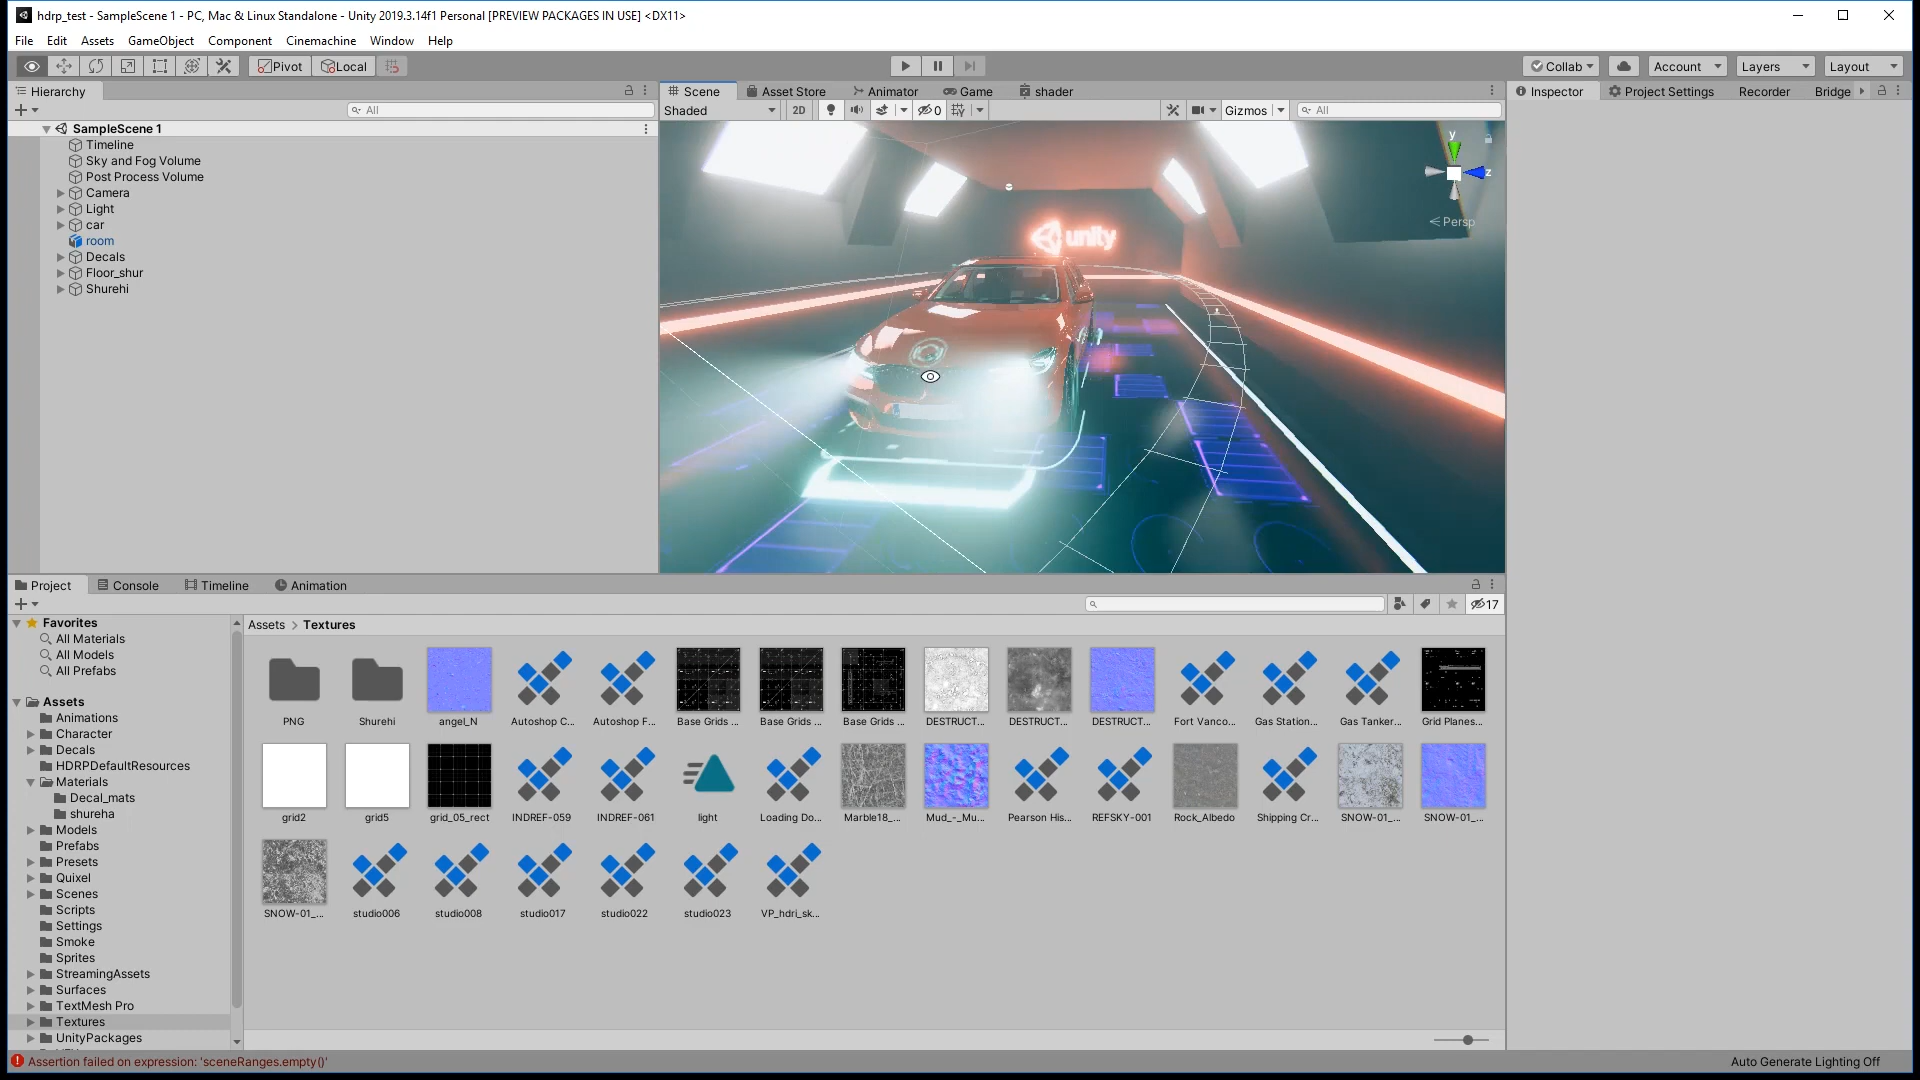 hdrp_test - SampleScene 1 - PC, Mac & Linux Standalone - Unity 2019.3.14f1 Personal [PREVIEW PACKAGES IN USE] <DX11>
File Edit Assets GameObject Component Cinemachine Window Help
Pivot Local Collab Account Layers Layout
Hierarchy
All
SampleScene 1
Timeline
Sky and Fog Volume
Post Process Volume
Camera
Light
car
room
Decals
Floor_shur
Shurehi
Scene Asset Store Animator Game shader
Shaded 2D 0 Gizmos All
y
z
Persp
unity
Inspector Project Settings Recorder Bridge
Project Console Timeline Animation
17
Favorites
All Materials
All Models
All Prefabs
Assets
Animations
Character
Decals
HDRPDefaultResources
Materials
Decal_mats
shureha
Models
Prefabs
Presets
Quixel
Scenes
Scripts
Settings
Smoke
Sprites
StreamingAssets
Surfaces
TextMesh Pro
Textures
UnityPackages
Assets > Textures
PNG Shurehi angel_N Autoshop C... Autoshop F... Base Grids ... Base Grids ... Base Grids ... DESTRUCT... DESTRUCT... DESTRUCT... Fort Vanco... Gas Station... Gas Tanker... Grid Planes...
grid2 grid5 grid_05_rect INDREF-059 INDREF-061 light Loading Do... Marble18_... Mud_-_Mu... Pearson His... REFSKY-001 Rock_Albedo Shipping Cr... SNOW-01_... SNOW-01_...
SNOW-01_... studio006 studio008 studio017 studio022 studio023 VP_hdri_sk...
Assertion failed on expression: 'sceneRanges.empty()'
Auto Generate Lighting Off